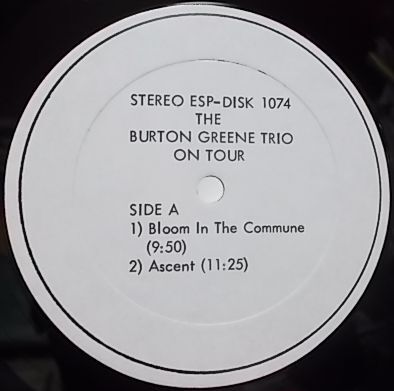 STEREO ESP-DISK 1074
THE
BURTON GREENE TRIO
ON TOUR
SIDE A
1) Bloom In The Commune
(9:50)
2) Ascent (11:25)